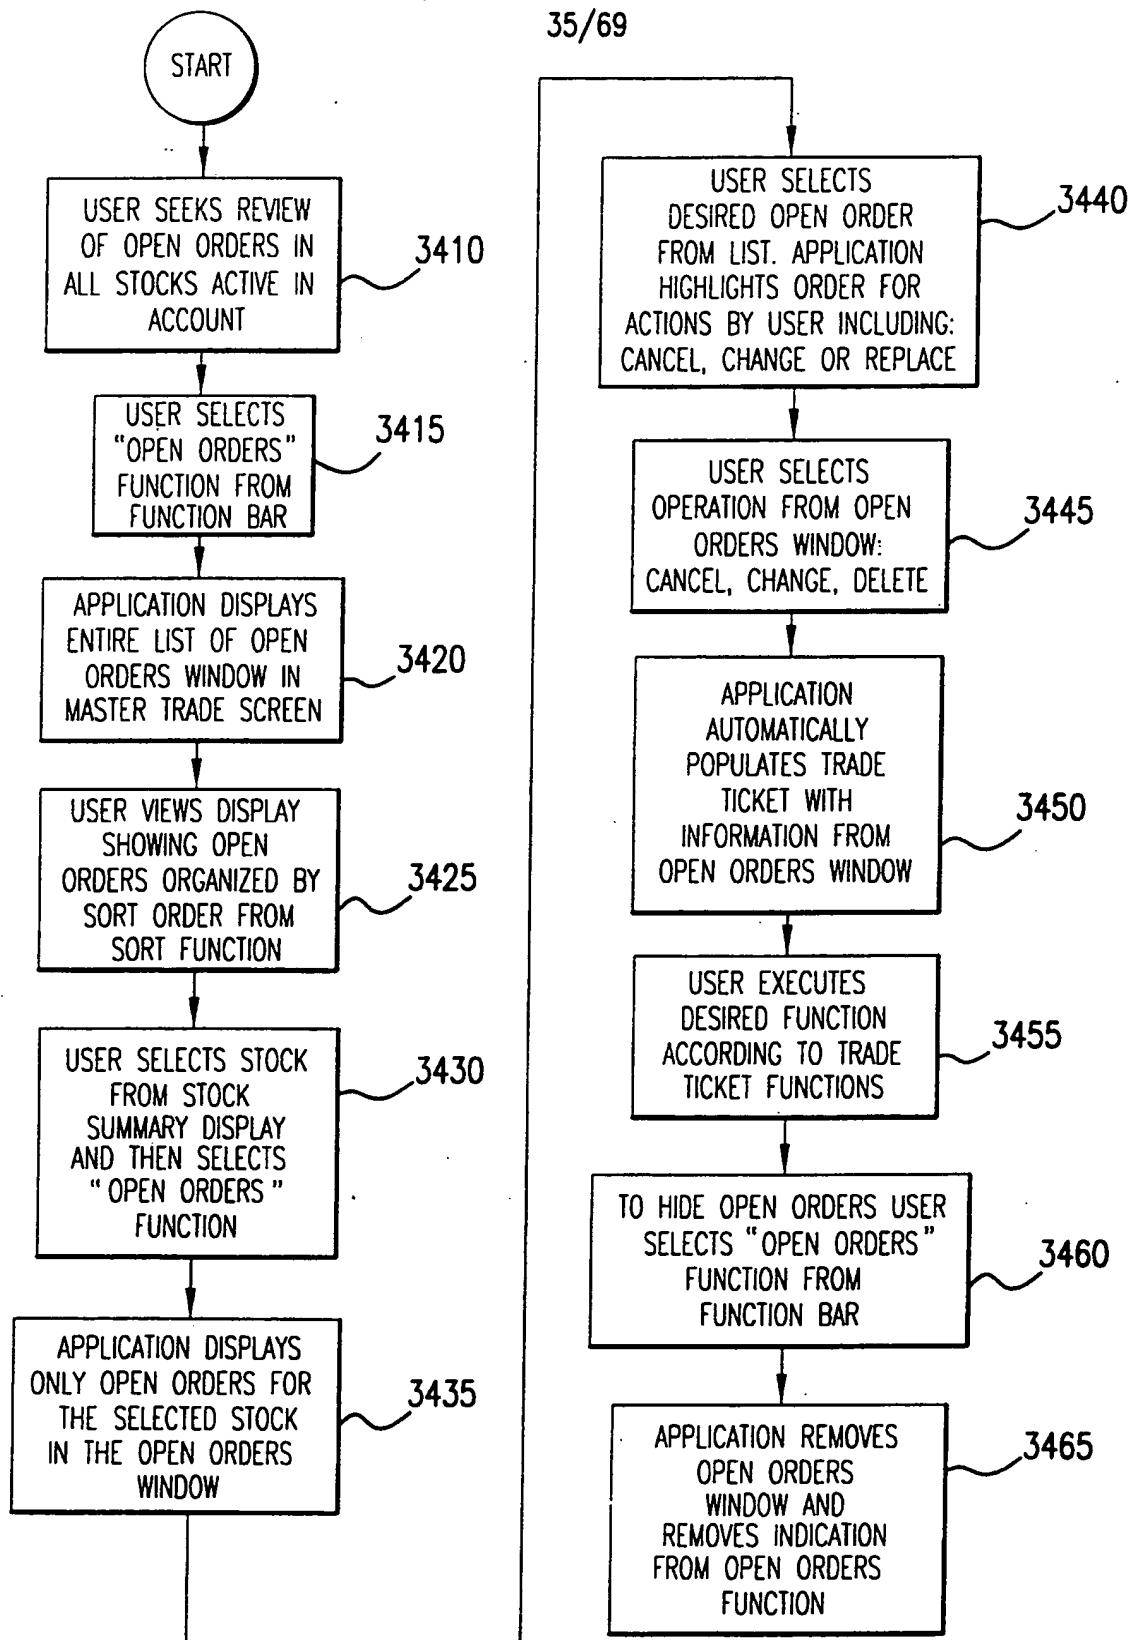 35/69
START
USER SEEKS REVIEW
OF OPEN ORDERS IN
ALL STOCKS ACTIVE IN
ACCOUNT
3410
USER SELECTS
"OPEN ORDERS"
FUNCTION FROM
FUNCTION BAR
3415
APPLICATION DISPLAYS
ENTIRE LIST OF OPEN
ORDERS WINDOW IN
MASTER TRADE SCREEN
3420
USER VIEWS DISPLAY
SHOWING OPEN
ORDERS ORGANIZED BY
SORT ORDER FROM
SORT FUNCTION
3425
USER SELECTS STOCK
FROM STOCK
SUMMARY DISPLAY
AND THEN SELECTS
"OPEN ORDERS"
FUNCTION
3430
APPLICATION DISPLAYS
ONLY OPEN ORDERS FOR
THE SELECTED STOCK
IN THE OPEN ORDERS
WINDOW
3435
USER SELECTS
DESIRED OPEN ORDER
FROM LIST. APPLICATION
HIGHLIGHTS ORDER FOR
ACTIONS BY USER INCLUDING:
CANCEL, CHANGE OR REPLACE
3440
USER SELECTS
OPERATION FROM OPEN
ORDERS WINDOW:
CANCEL, CHANGE, DELETE
3445
APPLICATION
AUTOMATICALLY
POPULATES TRADE
TICKET WITH
INFORMATION FROM
OPEN ORDERS WINDOW
3450
USER EXECUTES
DESIRED FUNCTION
ACCORDING TO TRADE
TICKET FUNCTIONS
3455
TO HIDE OPEN ORDERS USER
SELECTS "OPEN ORDERS"
FUNCTION FROM
FUNCTION BAR
3460
APPLICATION REMOVES
OPEN ORDERS
WINDOW AND
REMOVES INDICATION
FROM OPEN ORDERS
FUNCTION
3465